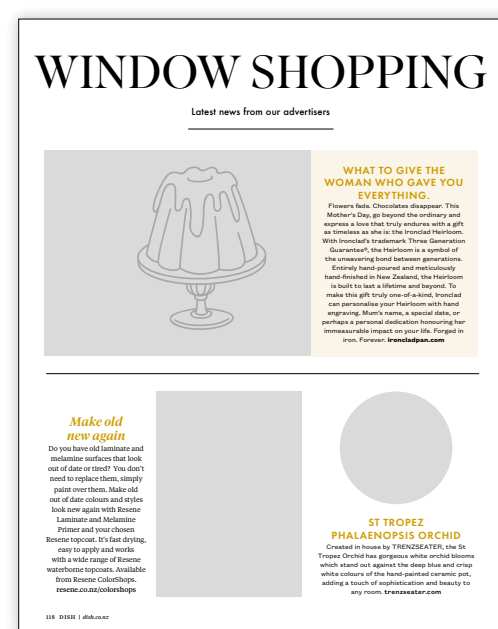 WINDOW SHOPPING
Latest news from our advertisers
WHAT TO GIVE THE
WOMAN WHO GAVE YOU
EVERYTHING.
Flowers fade. Chocolates disappear. This
Mother's Day, go beyond the ordinary and
express a love that truly endures with a gift
as timeless as she is: the Ironclad Heirloom.
With Ironclad's trademark Three Generation
Guarantee®, the Heirloom is a symbol of
the unwavering bond between generations.
Entirely hand-poured and meticulously
hand-finished in New Zealand, the Heirloom
is built to last a lifetime and beyond. To
make this gift truly one-of-a-kind, Ironclad
can personalise your Heirloom with hand
engraving. Mum's name, a special date, or
perhaps a personal dedication honouring her
immeasurable impact on your life. Forged in
iron. Forever. ironcladpan.com
Make old
new again
Do you have old laminate and
melamine surfaces that look
out of date or tired? You don't
need to replace them, simply
paint over them. Make old
out of date colours and styles
look new again with Resene
Laminate and Melamine
Primer and your chosen
Resene topcoat. It's fast drying,
easy to apply and works
with a wide range of Resene
waterborne topcoats. Available
from Resene ColorShops.
resene.co.nz/colorshops
ST TROPEZ
PHALAENOPSIS ORCHID
Created in house by TRENZSEATER, the St
Tropez Orchid has gorgeous white orchid blooms
which stand out against the deep blue and crisp
white colours of the hand-painted ceramic pot,
adding a touch of sophistication and beauty to
any room. trenzseater.com
118 DISH | dish.co.nz